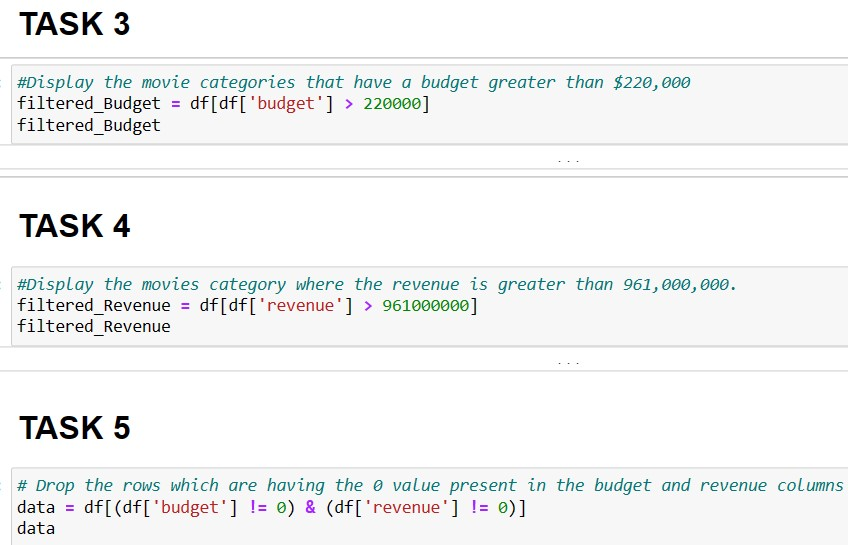 TASK 3
#Display the movie categories that have a budget greater than $220,000
filtered_Budget = df[df['budget'] > 220000]
filtered_Budget
...
TASK 4
#Display the movies category where the revenue is greater than 961,000,000.
filtered_Revenue = df[df['revenue'] > 961000000]
filtered_Revenue
...
TASK 5
# Drop the rows which are having the 0 value present in the budget and revenue columns
data = df[(df['budget'] != 0) & (df['revenue'] != 0)]
data